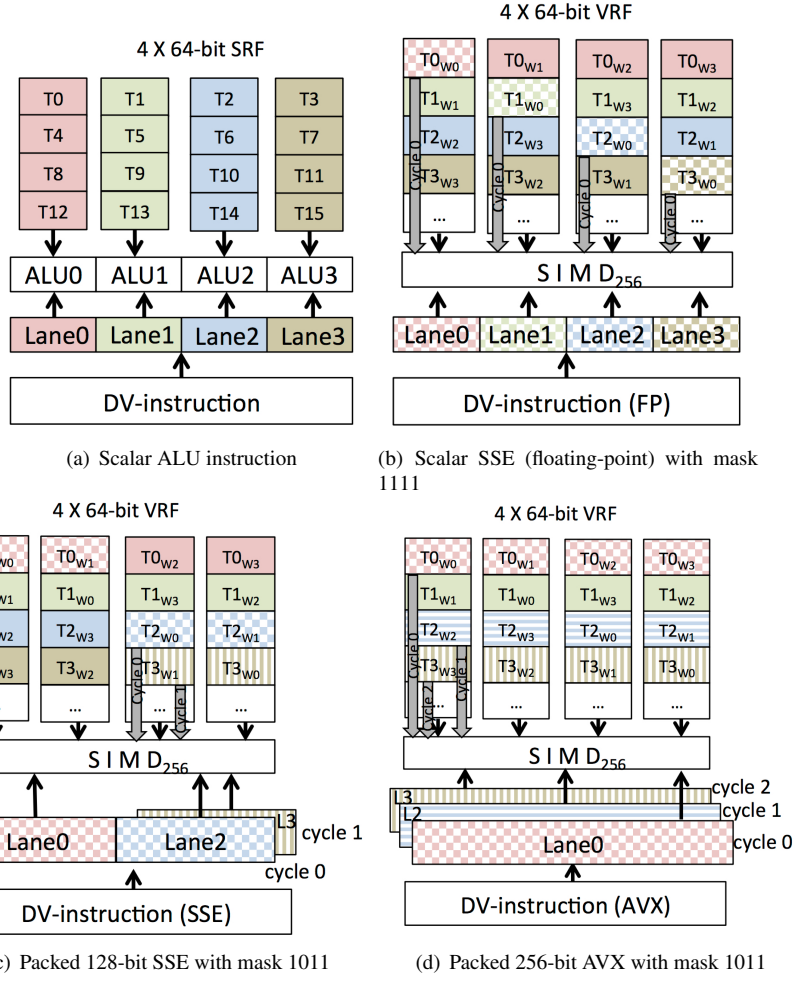 4 X 64-bit SRF
T0 T1 T2 T3
T4 T5 T6 T7
T8 T9 T10 T11
T12 T13 T14 T15
ALU0 ALU1 ALU2 ALU3
Lane0 Lane1 Lane2 Lane3
DV-instruction
(a) Scalar ALU instruction
4 X 64-bit VRF
T0W0 T0W1 T0W2 T0W3
T1W1 T1W0 T1W3 T1W2
T2W2 T2W3 T2W0 T2W1
T3W3 T3W2 T3W1 T3W0
... ... ... ...
Cycle 0 Cycle 0 Cycle 0 Cycle 0
S I M D256
Lane0 Lane1 Lane2 Lane3
DV-instruction (FP)
(b) Scalar SSE (floating-point) with mask
1111
4 X 64-bit VRF
W0 T0W1 T0W2 T0W3
W1 T1W0 T1W3 T1W2
W2 T2W3 T2W0 T2W1
W3 T3W2 T3W1 T3W0
... ... ... ...
Cycle 0 Cycle 1
S I M D256
L3
cycle 1
Lane0 Lane2
cycle 0
DV-instruction (SSE)
) Packed 128-bit SSE with mask 1011
4 X 64-bit VRF
T0W0 T0W1 T0W2 T0W3
T1W1 T1W0 T1W3 T1W2
T2W2 T2W3 T2W0 T2W1
T3W3 T3W2 T3W1 T3W0
... ... ... ...
Cycle 0 Cycle 2 Cycle 1
S I M D256
L3 cycle 2
L2 cycle 1
Lane0 cycle 0
DV-instruction (AVX)
(d) Packed 256-bit AVX with mask 1011